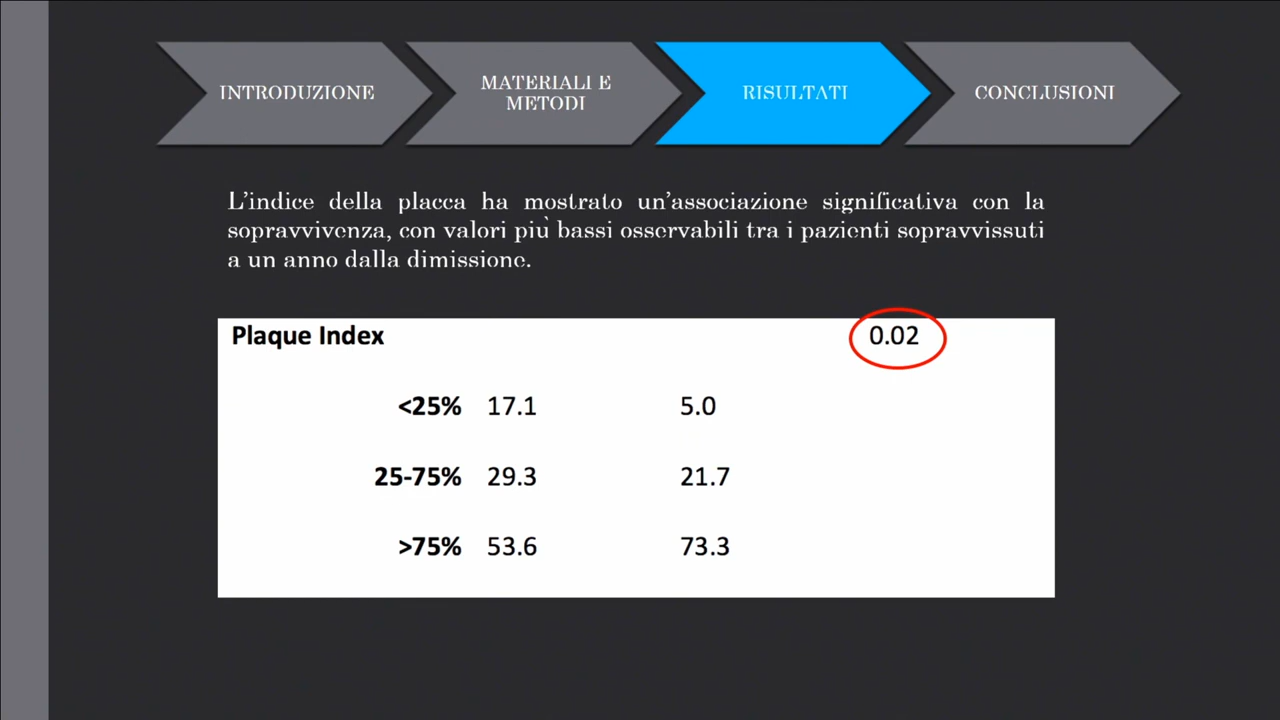 INTRODUZIONE
MATERIALI E
METODI
RISULTATI
CONCLUSIONI
L'indice della placca ha mostrato un'associazione significativa con la
sopravvivenza, con valori più bassi osservabili tra i pazienti sopravvissuti
a un anno dalla dimissione.
Plaque Index 0.02
<25% 17.1 5.0
25-75% 29.3 21.7
>75% 53.6 73.3